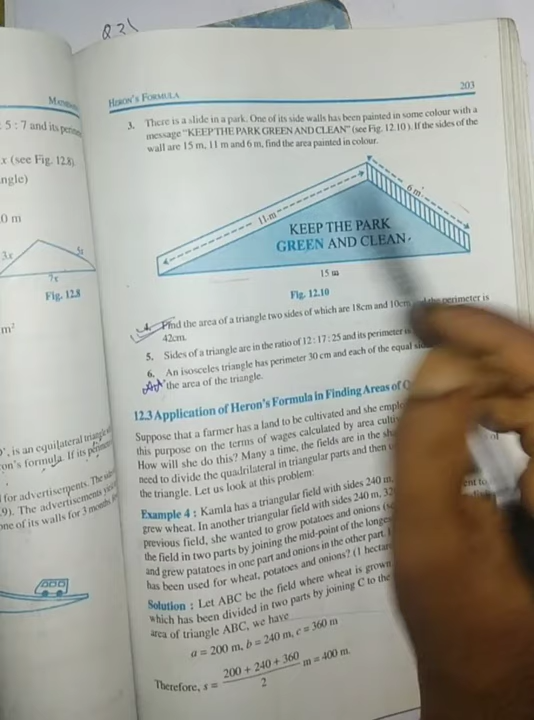 Q 3\
5 : 7 and its
x (see Fig. 12.8).
ngle)
0 m
3x
5x
7x
Fig. 12.8
m²
, is an equilateral
on's formula. If its
for advertisements. The
.9). The advertisements
one of its walls for 3 months
HERON'S FORMULA
203
3. There is a slide in a park. One of its side walls has been painted in some colour with a
message "KEEP THE PARK GREEN AND CLEAN" (see Fig. 12.10 ). If the sides of the
wall are 15 m, 11 m and 6 m, find the area painted in colour.
11 m
6 m
KEEP THE PARK
GREEN AND CLEAN
15 m
Fig. 12.10
4. Find the area of a triangle two sides of which are 18cm and 10cm and the perimeter is
42cm.
5. Sides of a triangle are in the ratio of 12 : 17 : 25 and its perimeter is
6. An isosceles triangle has perimeter 30 cm and each of the equal
the area of the triangle.
12.3 Application of Heron's Formula in Finding Areas of
Suppose that a farmer has a land to be cultivated and she
this purpose on the terms of wages calculated by area
How will she do this? Many a time, the fields are in the
need to divide the quadrilateral in triangular parts and then
the triangle. Let us look at this problem:
Example 4 : Kamla has a triangular field with sides 240 m,
grew wheat. In another triangular field with sides 240 m,
previous field, she wanted to grow potatoes and onions
the field in two parts by joining the mid-point of the
and grew patatoes in one part and onions in the other part.
has been used for wheat, potatoes and onions? (1
Solution : Let ABC be the field where wheat is grown
which has been divided in two parts by joining C to the
area of triangle ABC, we have
a = 200 m, b = 240 m, c = 360 m
Therefore, s = 200 + 240 + 360 / 2 m = 400 m.